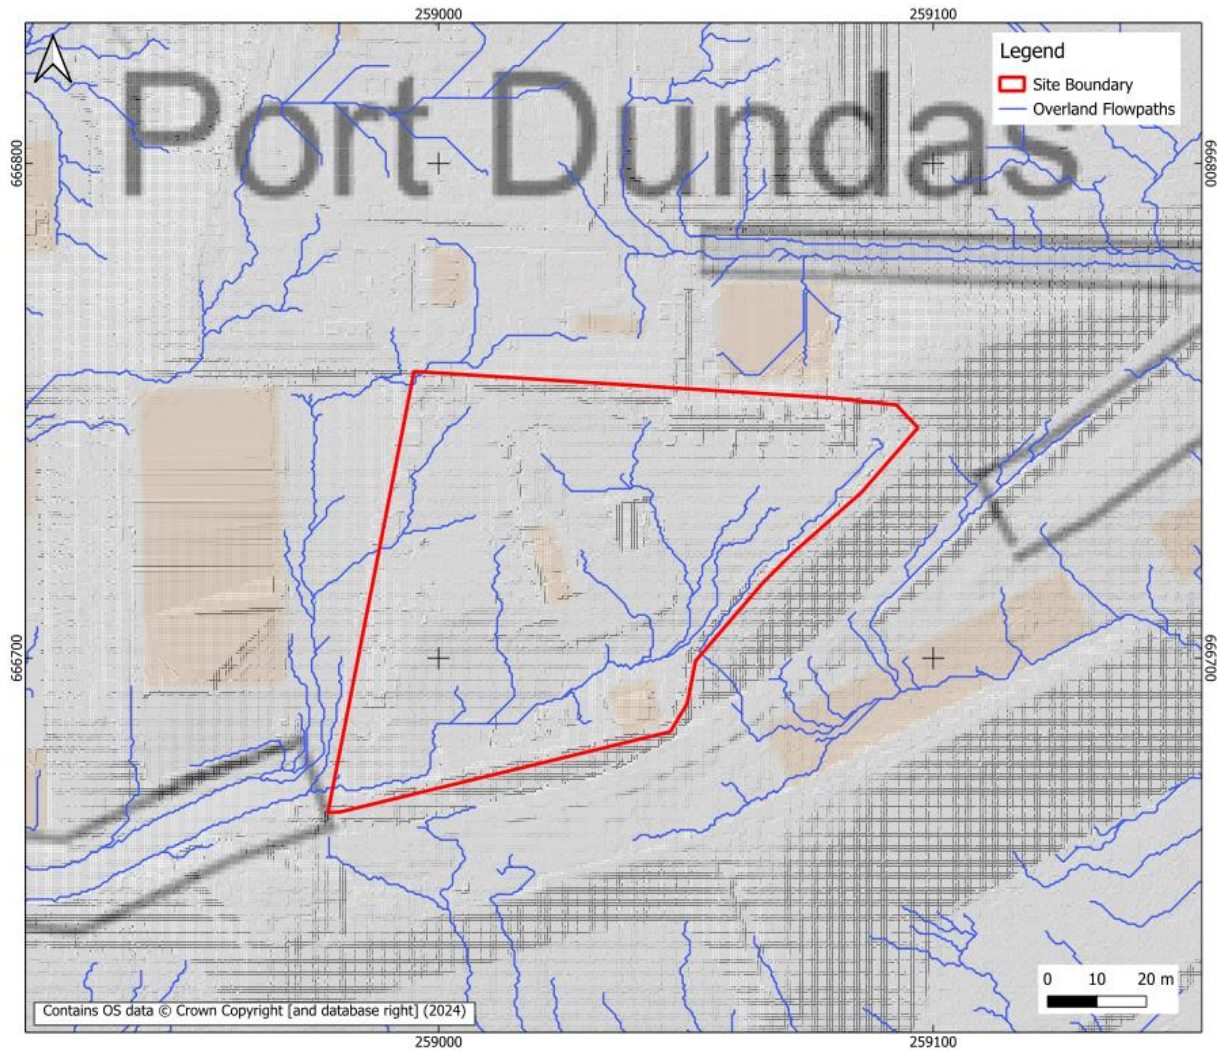 259000
259100
Legend
Site Boundary
Overland Flowpaths
Port Dundas
666800
666800
666700
666700
0 10 20 m
Contains OS data © Crown Copyright [and database right] (2024)
259000
259100